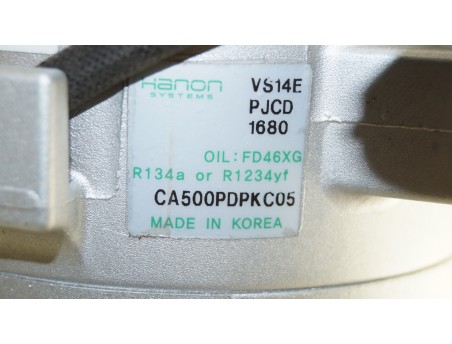 Hanon VS14E
SYSTEMS PJCD
1680
OIL: FD46XG
R134a or R1234yf
CA500PDPKC05
MADE IN KOREA